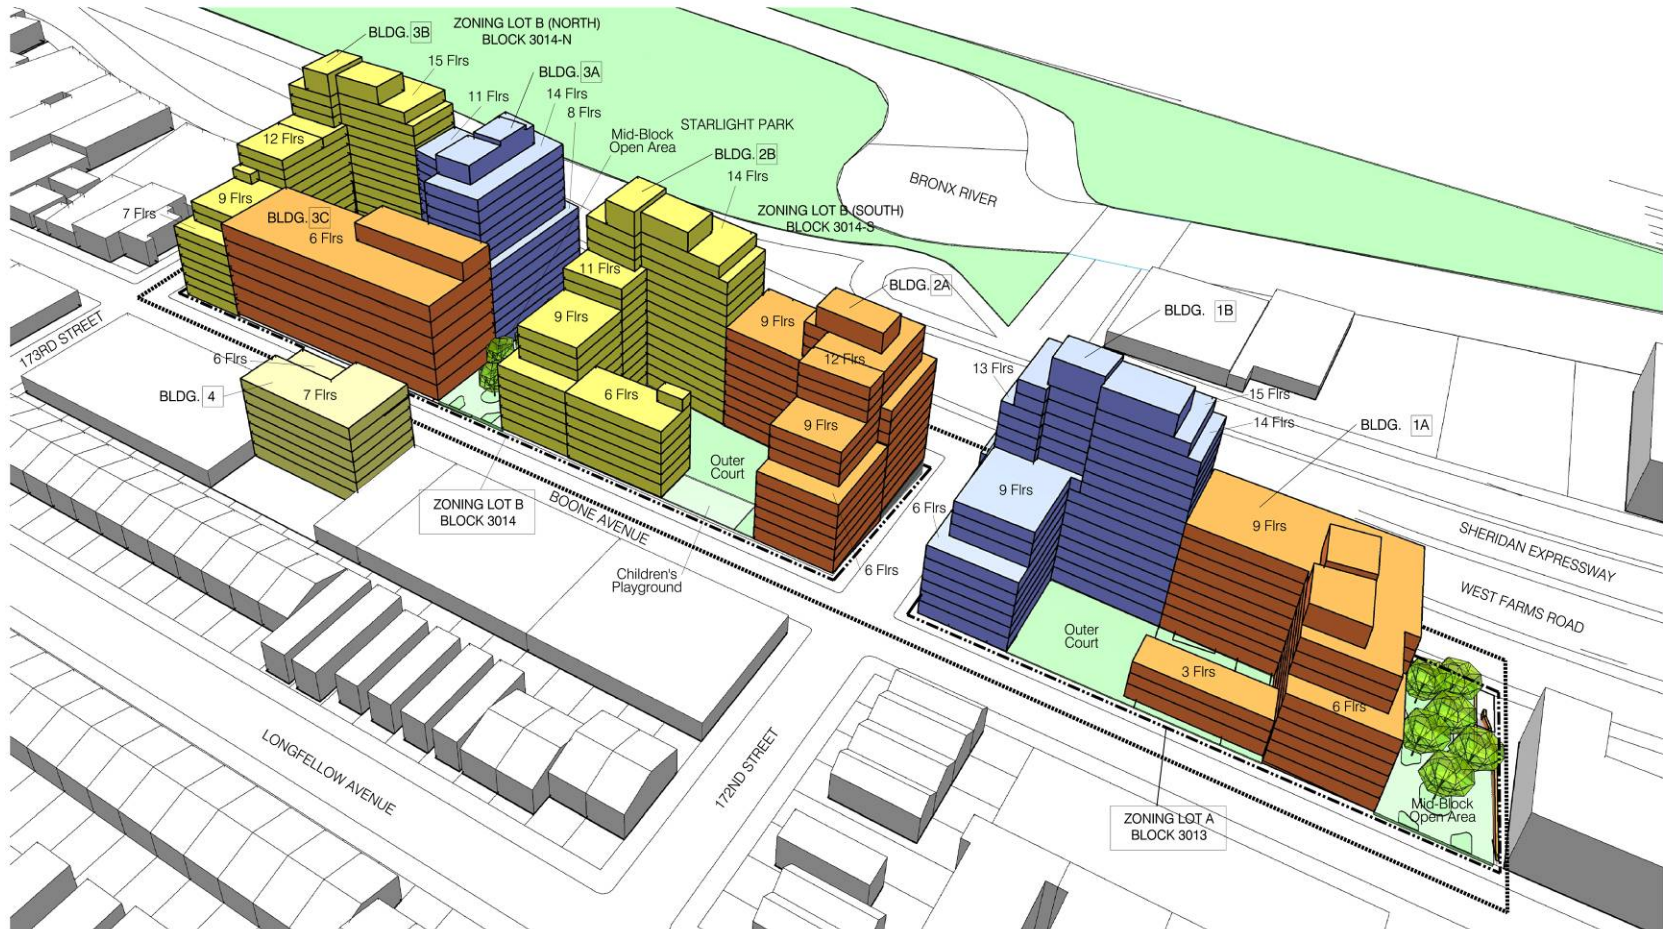 ZONING LOT B (NORTH)
BLOCK 3014-N
BLDG. 3B
15 Flrs
BLDG. 3A
11 Flrs
14 Flrs
8 Flrs
Mid-Block
Open Area
STARLIGHT PARK
12 Flrs
BLDG. 2B
14 Flrs
BRONX RIVER
9 Flrs
7 Flrs
BLDG. 3C
6 Flrs
ZONING LOT B (SOUTH)
BLOCK 3014-S
11 Flrs
BLDG. 2A
9 Flrs
9 Flrs
BLDG. 1B
173RD STREET
6 Flrs
12 Flrs
13 Flrs
BLDG. 4
7 Flrs
6 Flrs
15 Flrs
14 Flrs
9 Flrs
BLDG. 1A
Outer
Court
9 Flrs
6 Flrs
ZONING LOT B
BLOCK 3014
BOONE AVENUE
9 Flrs
SHERIDAN EXPRESSWAY
Children's
Playground
6 Flrs
WEST FARMS ROAD
Outer
Court
3 Flrs
6 Flrs
LONGFELLOW AVENUE
172ND STREET
ZONING LOT A
BLOCK 3013
Mid-Block
Open Area